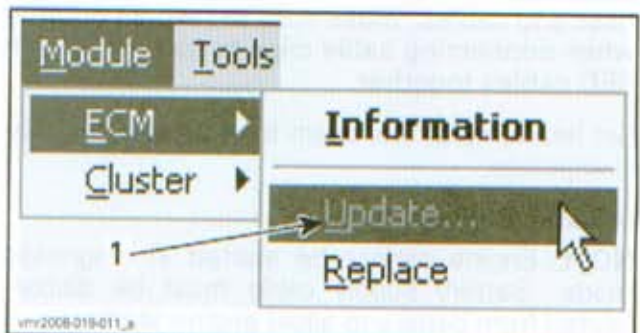 Module Tools
ECM Information
Cluster
Update...
1
Replace
vmr2008-019-011_a